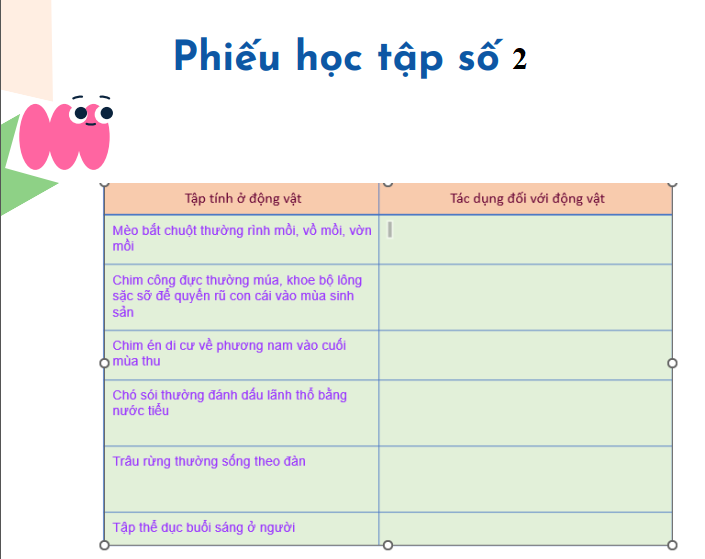 Phiếu học tập số 2
Tập tính ở động vật
Tác dụng đối với động vật
Mèo bắt chuột thường rình mồi, vồ mồi, vờn
mồi
Chim công đực thường múa, khoe bộ lông
sặc sỡ để quyến rũ con cái vào mùa sinh
sản
Chim én di cư về phương nam vào cuối
mùa thu
Chó sói thường đánh dấu lãnh thổ bằng
nước tiểu
Trâu rừng thường sống theo đàn
Tập thể dục buổi sáng ở người